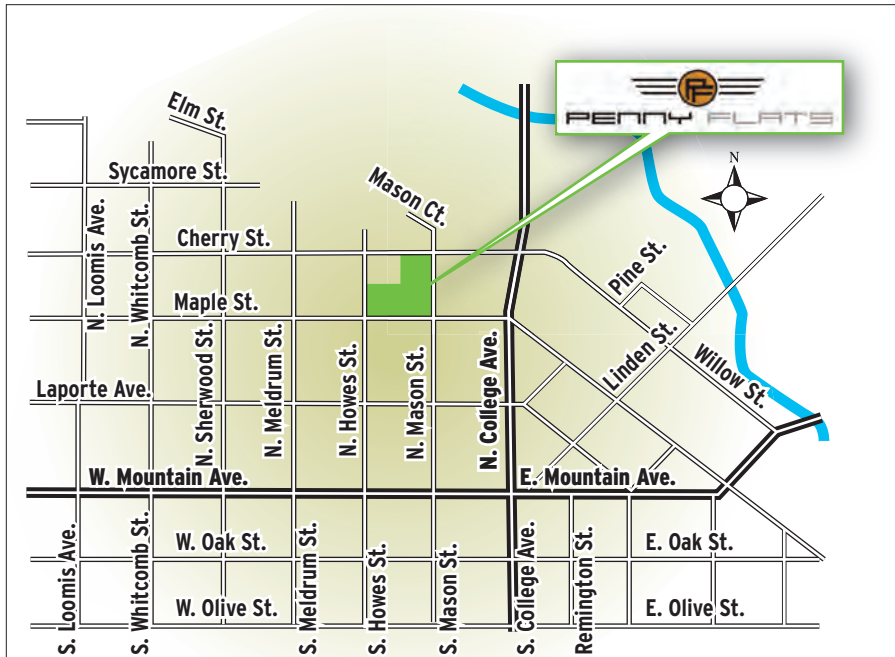 PF
PENNY FLATS
N
Elm St.
Sycamore St.
Mason Ct.
Cherry St.
N. Loomis Ave.
N. Whitcomb St.
Pine St.
Maple St.
Linden St.
Willow St.
Laporte Ave.
N. Sherwood St.
N. Meldrum St.
N. Howes St.
N. Mason St.
N. College Ave.
W. Mountain Ave.
E. Mountain Ave.
W. Oak St.
E. Oak St.
W. Olive St.
E. Olive St.
S. Loomis Ave.
S. Whitcomb St.
S. Meldrum St.
S. Howes St.
S. Mason St.
S. College Ave.
Remington St.